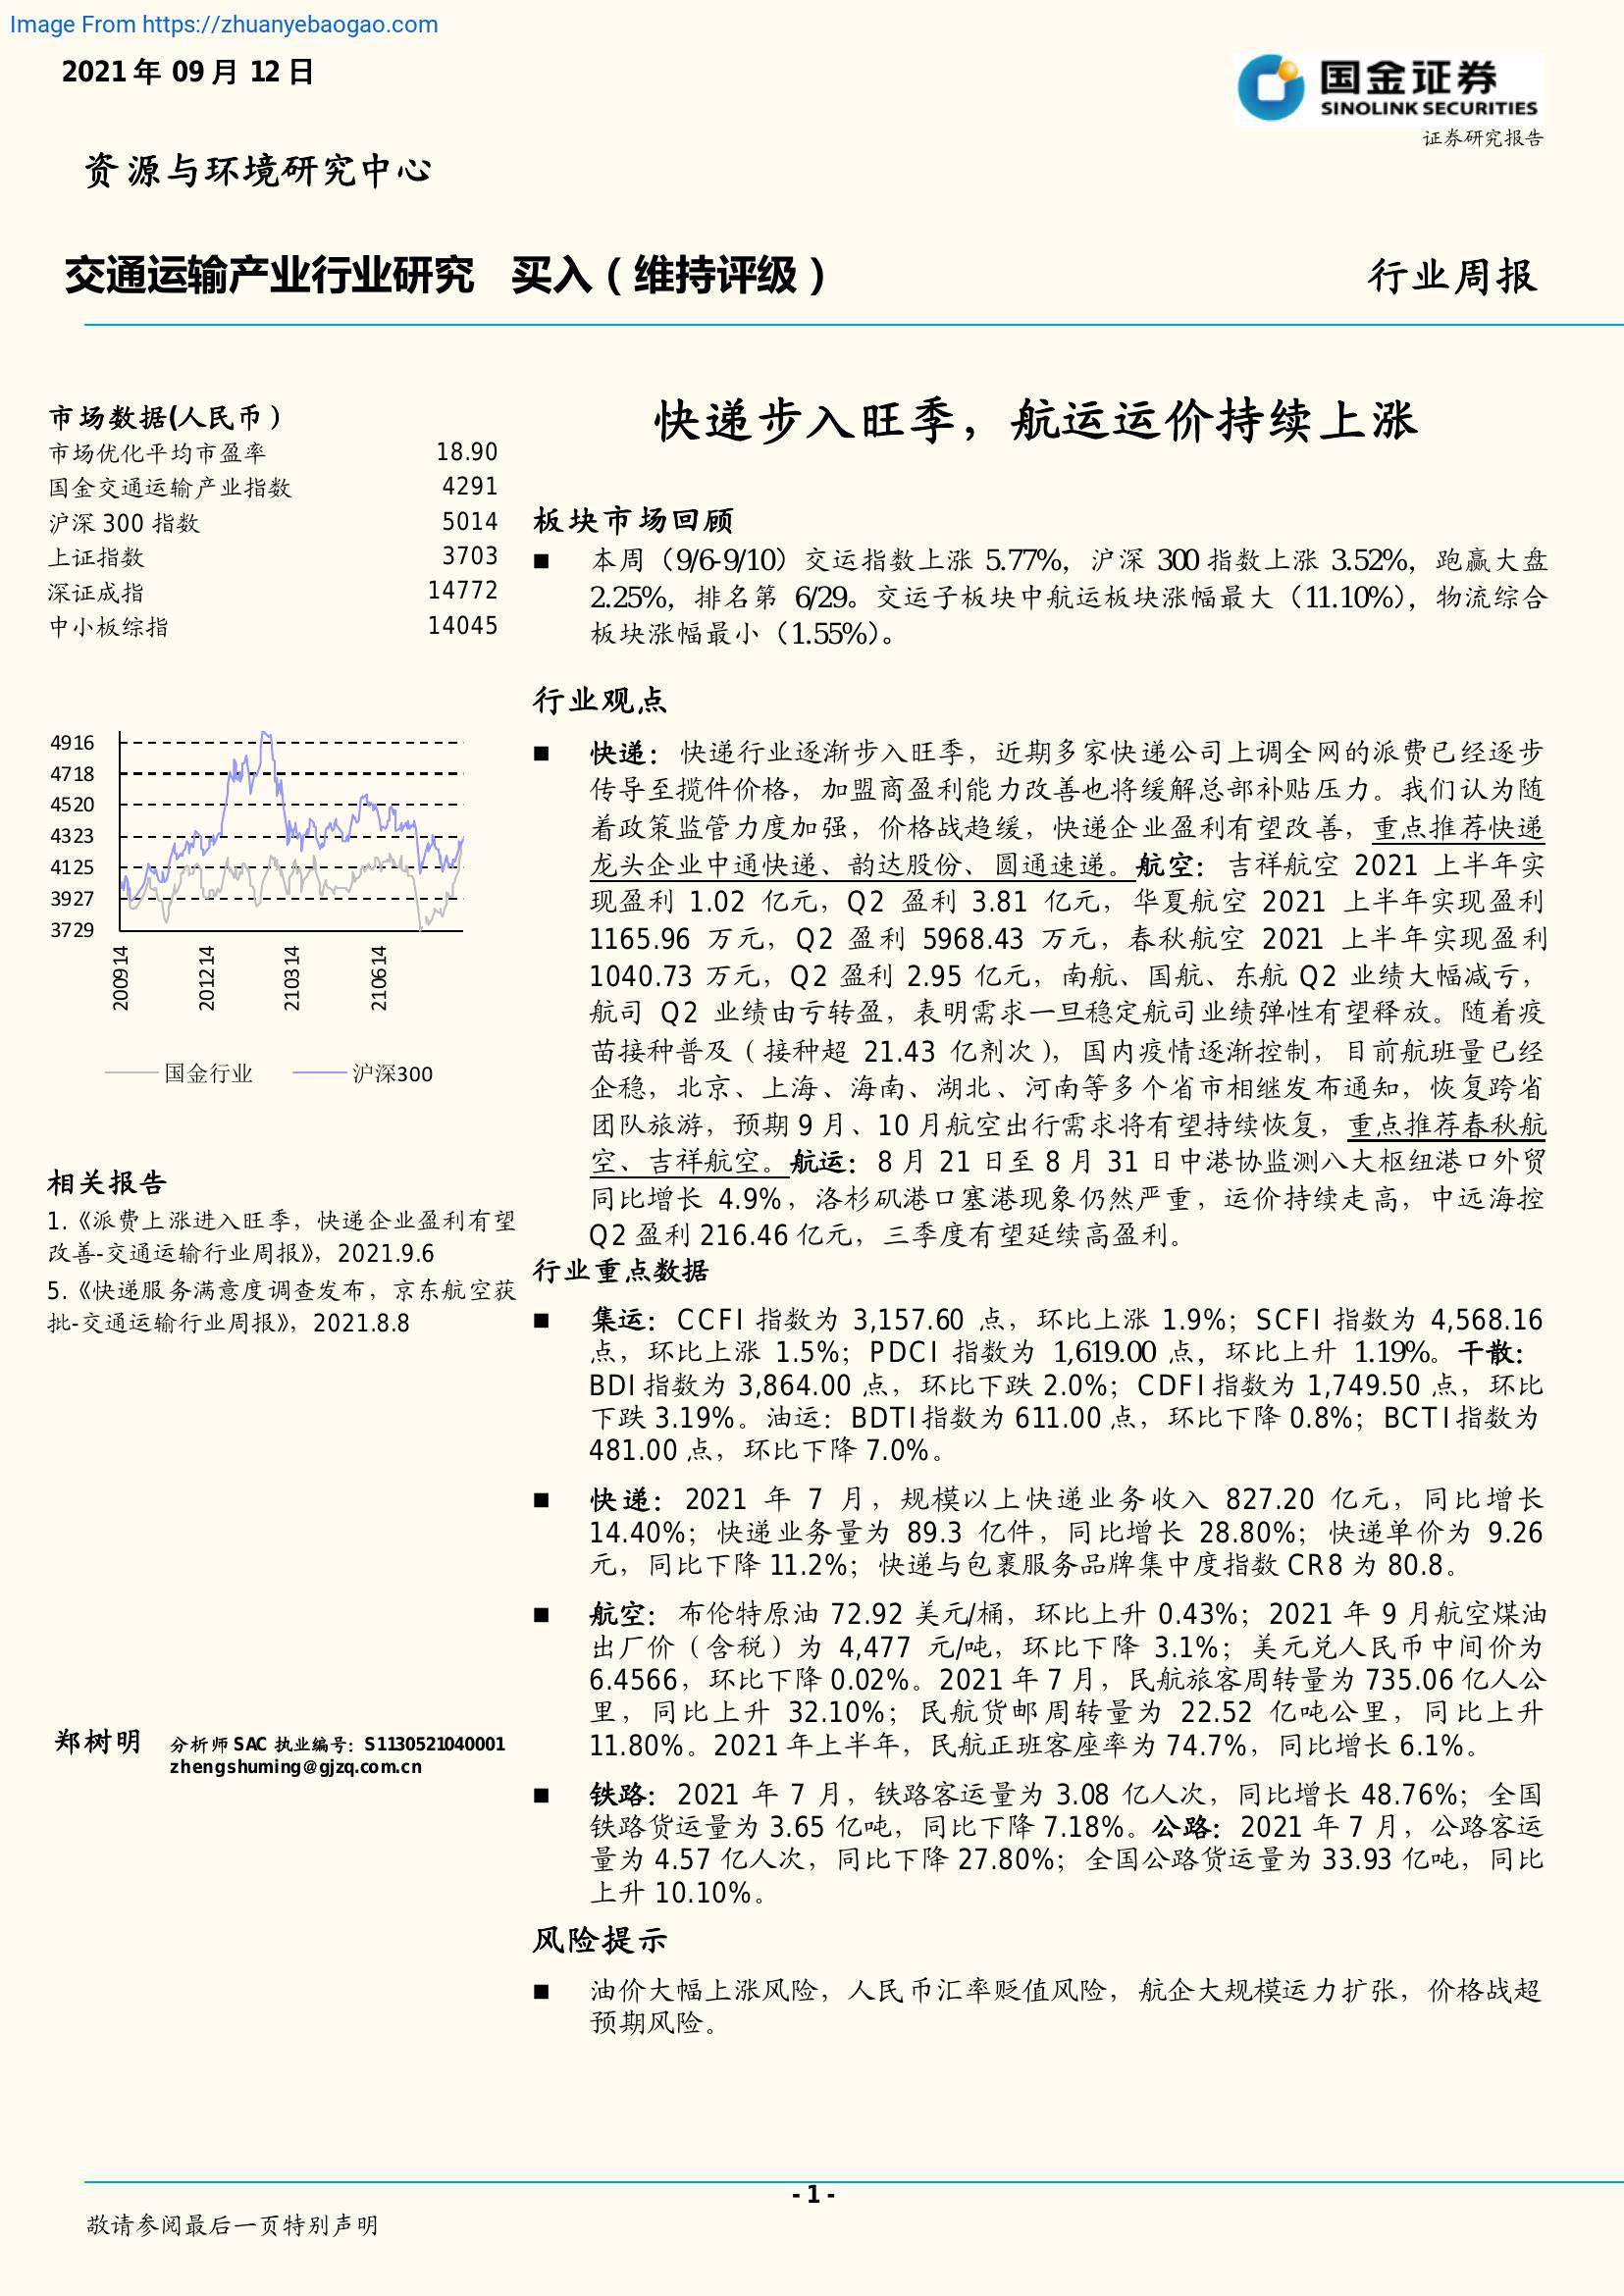 Image From https://zhuanyebaogao.com
2021 年 09 月 12 日
国金证券
SINOLINK SECURITIES
证券研究报告
资源与环境研究中心
交通运输产业行业研究 买入（维持评级）
行业周报
市场数据(人民币）
市场优化平均市盈率 18.90
国金交通运输产业指数 4291
沪深 300 指数 5014
上证指数 3703
深证成指 14772
中小板综指 14045
4916
4718
4520
4323
4125
3927
3729
200914
201214
210314
210614
国金行业 沪深300
相关报告
1.《派费上涨进入旺季，快递企业盈利有望
改善-交通运输行业周报》，2021.9.6
5.《快递服务满意度调查发布，京东航空获
批-交通运输行业周报》，2021.8.8
郑树明 分析师 SAC 执业编号：S1130521040001
zhengshuming@gjzq.com.cn
快递步入旺季，航运运价持续上涨
板块市场回顾
■ 本周（9/6-9/10）交运指数上涨 5.77%，沪深 300 指数上涨 3.52%，跑赢大盘
2.25%，排名第 6/29。交运子板块中航运板块涨幅最大（11.10%），物流综合
板块涨幅最小（1.55%）。
行业观点
■ 快递：快递行业逐渐步入旺季，近期多家快递公司上调全网的派费已经逐步
传导至揽件价格，加盟商盈利能力改善也将缓解总部补贴压力。我们认为随
着政策监管力度加强，价格战趋缓，快递企业盈利有望改善，重点推荐快递
龙头企业中通快递、韵达股份、圆通速递。航空：吉祥航空 2021 上半年实
现盈利 1.02 亿元，Q2 盈利 3.81 亿元，华夏航空 2021 上半年实现盈利
1165.96 万元，Q2 盈利 5968.43 万元，春秋航空 2021 上半年实现盈利
1040.73 万元，Q2 盈利 2.95 亿元，南航、国航、东航 Q2 业绩大幅减亏，
航司 Q2 业绩由亏转盈，表明需求一旦稳定航司业绩弹性有望释放。随着疫
苗接种普及（接种超 21.43 亿剂次），国内疫情逐渐控制，目前航班量已经
企稳，北京、上海、海南、湖北、河南等多个省市相继发布通知，恢复跨省
团队旅游，预期 9 月、10 月航空出行需求将有望持续恢复，重点推荐春秋航
空、吉祥航空。航运：8 月 21 日至 8 月 31 日中港协监测八大枢纽港口外贸
同比增长 4.9%，洛杉矶港口塞港现象仍然严重，运价持续走高，中远海控
Q2 盈利 216.46 亿元，三季度有望延续高盈利。
行业重点数据
■ 集运：CCFI 指数为 3,157.60 点，环比上涨 1.9%；SCFI 指数为 4,568.16
点，环比上涨 1.5%；PDCI 指数为 1,619.00 点，环比上升 1.19%。干散：
BDI 指数为 3,864.00 点，环比下跌 2.0%；CDFI 指数为 1,749.50 点，环比
下跌 3.19%。油运：BDTI 指数为 611.00 点，环比下降 0.8%；BCTI 指数为
481.00 点，环比下降 7.0%。
■ 快递：2021 年 7 月，规模以上快递业务收入 827.20 亿元，同比增长
14.40%；快递业务量为 89.3 亿件，同比增长 28.80%；快递单价为 9.26
元，同比下降 11.2%；快递与包裹服务品牌集中度指数 CR8 为 80.8。
■ 航空：布伦特原油 72.92 美元/桶，环比上升 0.43%；2021 年 9 月航空煤油
出厂价（含税）为 4,477 元/吨，环比下降 3.1%；美元兑人民币中间价为
6.4566，环比下降 0.02%。2021 年 7 月，民航旅客周转量为 735.06 亿人公
里，同比上升 32.10%；民航货邮周转量为 22.52 亿吨公里，同比上升
11.80%。2021 年上半年，民航正班客座率为 74.7%，同比增长 6.1%。
■ 铁路：2021 年 7 月，铁路客运量为 3.08 亿人次，同比增长 48.76%；全国
铁路货运量为 3.65 亿吨，同比下降 7.18%。公路：2021 年 7 月，公路客运
量为 4.57 亿人次，同比下降 27.80%；全国公路货运量为 33.93 亿吨，同比
上升 10.10%。
风险提示
■ 油价大幅上涨风险，人民币汇率贬值风险，航企大规模运力扩张，价格战超
预期风险。
- 1 -
敬请参阅最后一页特别声明